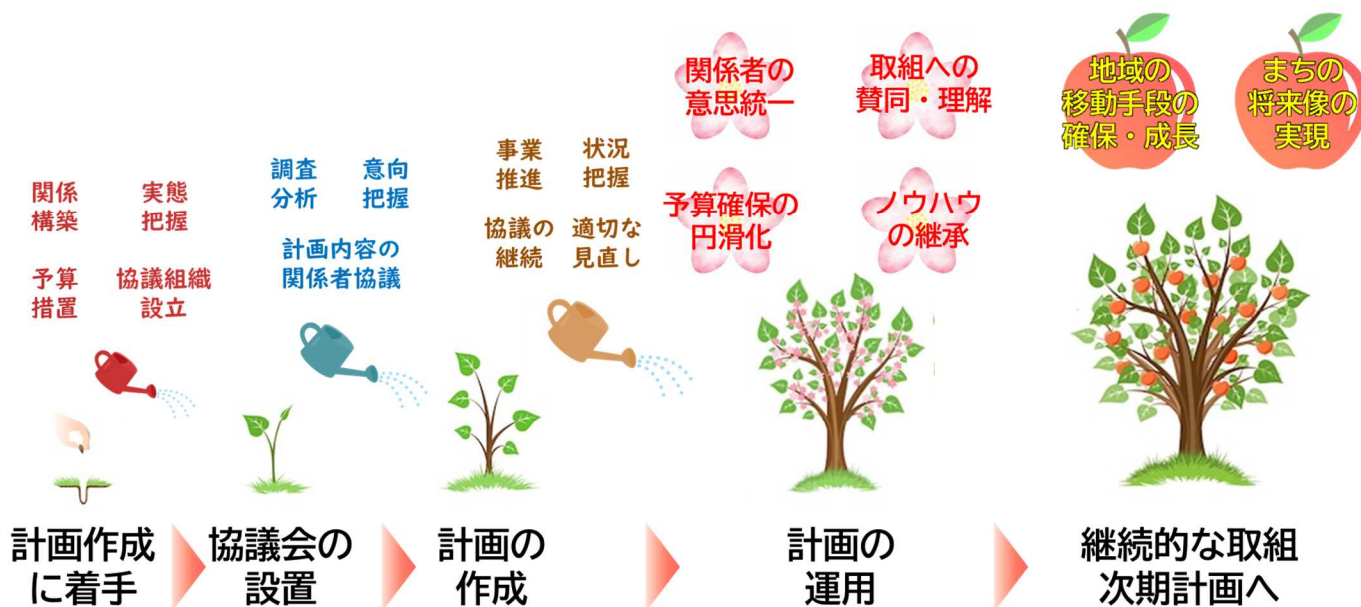 関係
構築
実態
把握
予算
措置
協議組織
設立
調査
分析
意向
把握
計画内容の
関係者協議
事業
推進
状況
把握
協議の
継続
適切な
見直し
関係者の
意思統一
取組への
賛同・理解
予算確保の
円滑化
ノウハウ
の継承
地域の
移動手段の
確保・成長
まちの
将来像の
実現
計画作成
に着手
協議会の
設置
計画の
作成
計画の
運用
継続的な取組
次期計画へ